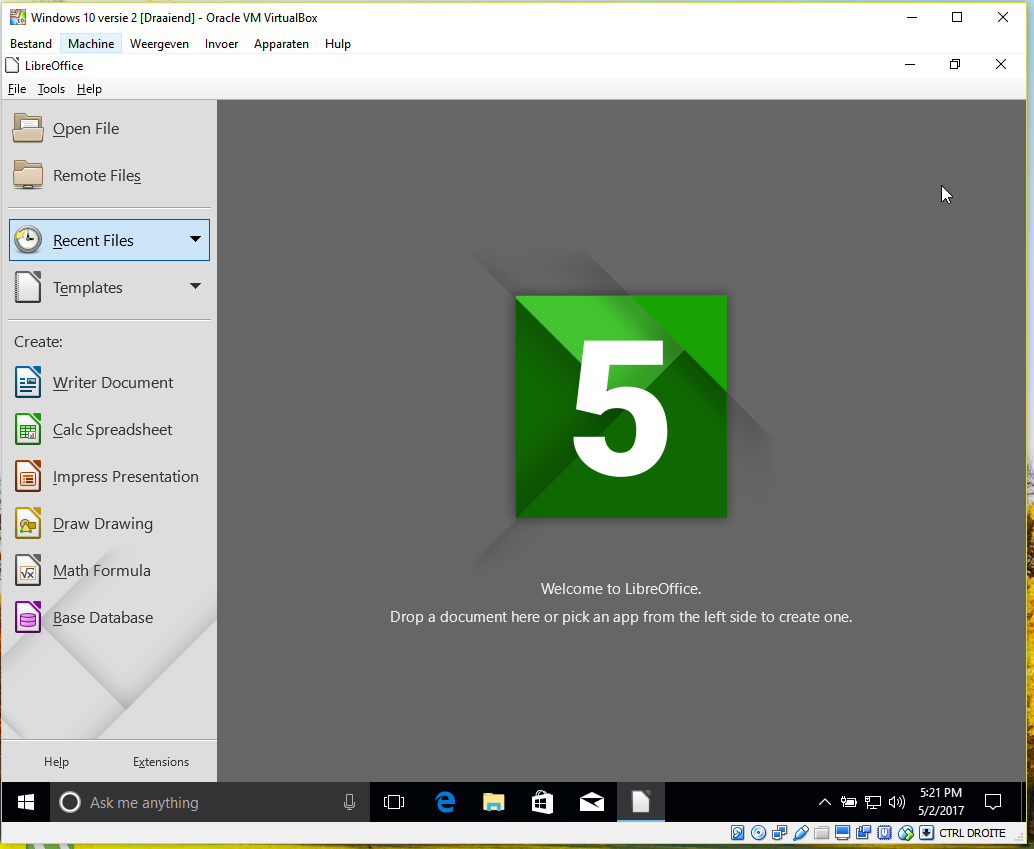 Windows 10 versie 2 [Draaiend] - Oracle VM VirtualBox
Bestand Machine Weergeven Invoer Apparaten Hulp
LibreOffice
File Tools Help
Open File
Remote Files
Recent Files
Templates
Create:
Writer Document
Calc Spreadsheet
Impress Presentation
Draw Drawing
Math Formula
Base Database
Help Extensions
5
Welcome to LibreOffice.
Drop a document here or pick an app from the left side to create one.
Ask me anything
5:21 PM
5/2/2017
CTRL DROITE